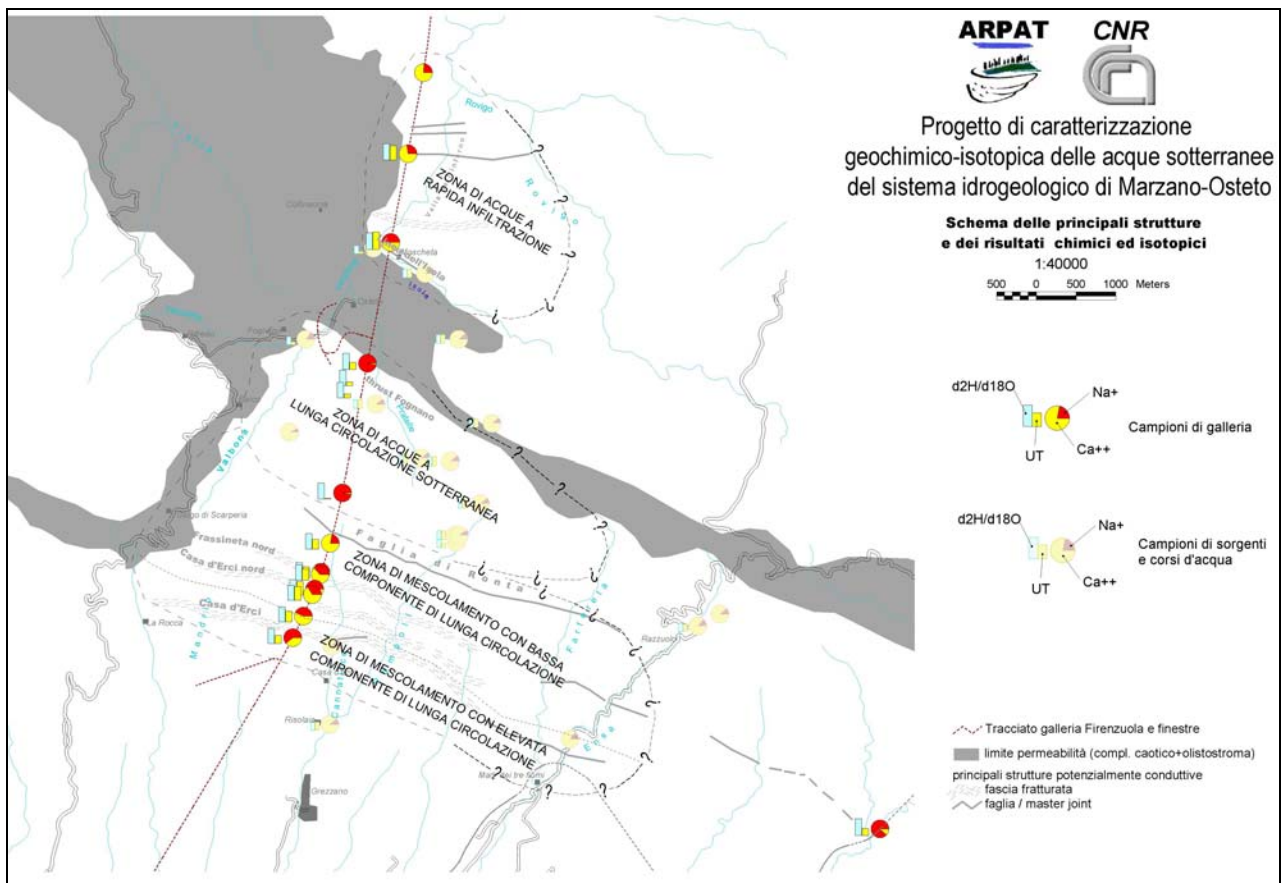 ARPAT
CNR
Progetto di caratterizzazione
geochimico-isotopica delle acque sotterranee
del sistema idrogeologico di Marzano-Osteto
Schema delle principali strutture
e dei risultati chimici ed isotopici
1:40000
500 0 500 1000 Meters
d2H/d18O
Na+
UT
Ca++
Campioni di galleria
d2H/d18O
Na+
UT
Ca++
Campioni di sorgenti
e corsi d'acqua
Tracciato galleria Firenzuola e finestre
limite permeabilità (compl. caotico+olistostroma)
principali strutture potenzialmente conduttive
fascia fratturata
faglia / master joint
Rovigo
Rovigo
ZONA DI ACQUE A
RAPIDA INFILTRAZIONE
Moscheta
thrust Fognano
ZONA DI ACQUE A
LUNGA CIRCOLAZIONE SOTTERRANEA
Valbona
Faglia di Ronta
Frassineta nord
Casa d'Erci nord
Casa d'Erci
La Rocca
ZONA DI MESCOLAMENTO CON BASSA
COMPONENTE DI LUNGA CIRCOLAZIONE
ZONA DI MESCOLAMENTO CON ELEVATA
COMPONENTE DI LUNGA CIRCOLAZIONE
Razzuolo
Risolaia
Grezzano
Ensa